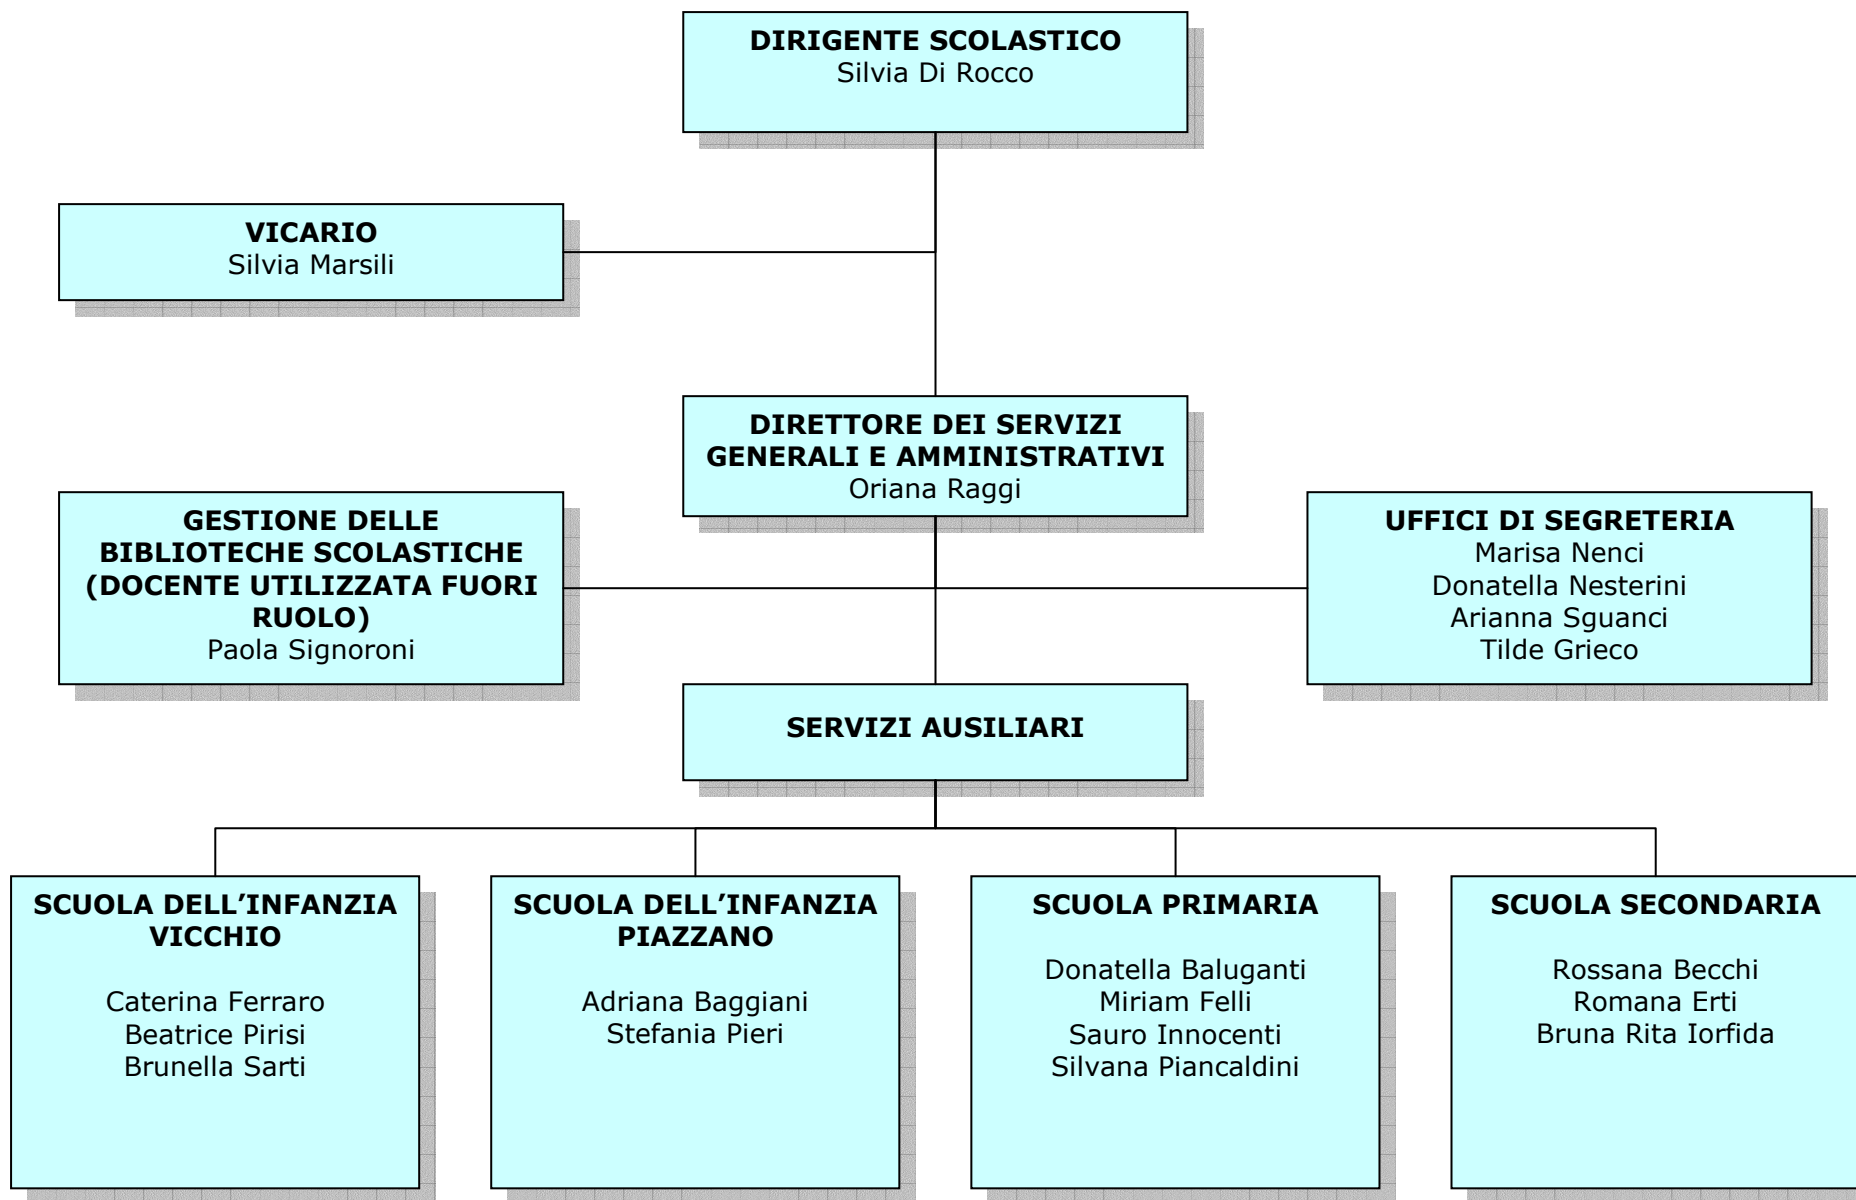 DIRIGENTE SCOLASTICO
Silvia Di Rocco
VICARIO
Silvia Marsili
DIRETTORE DEI SERVIZI
GENERALI E AMMINISTRATIVI
Oriana Raggi
GESTIONE DELLE
BIBLIOTECHE SCOLASTICHE
(DOCENTE UTILIZZATA FUORI
RUOLO)
Paola Signoroni
UFFICI DI SEGRETERIA
Marisa Nenci
Donatella Nesterini
Arianna Sguanci
Tilde Grieco
SERVIZI AUSILIARI
SCUOLA DELL’INFANZIA
VICCHIO
Caterina Ferraro
Beatrice Pirisi
Brunella Sarti
SCUOLA DELL’INFANZIA
PIAZZANO
Adriana Baggiani
Stefania Pieri
SCUOLA PRIMARIA
Donatella Baluganti
Miriam Felli
Sauro Innocenti
Silvana Piancaldini
SCUOLA SECONDARIA
Rossana Becchi
Romana Erti
Bruna Rita Iorfida